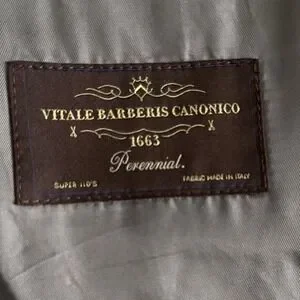 VITALE BARBERIS CANONICO
1663
Perennial.
SUPER 110'S
FABRIC MADE IN ITALY